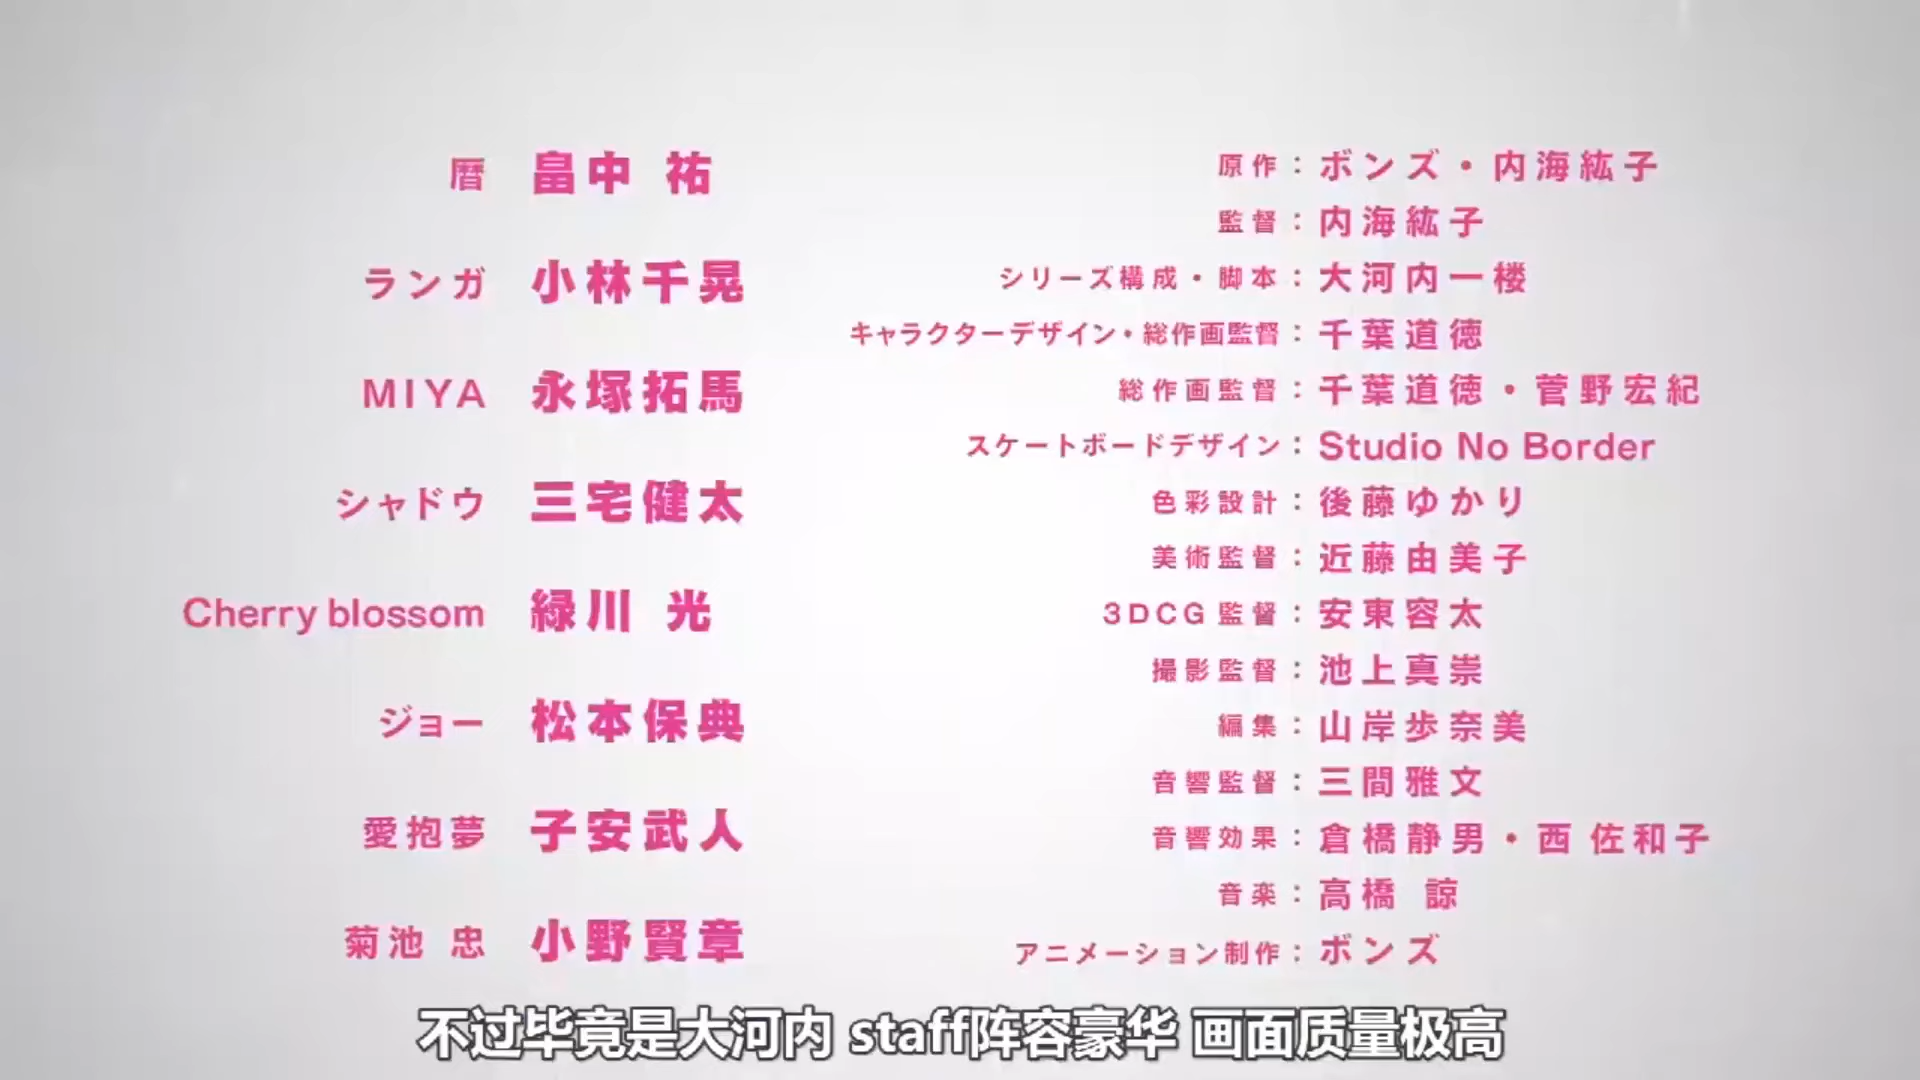 暦 畠中 祐
ランガ 小林千晃
MIYA 永塚拓馬
シャドウ 三宅健太
Cherry blossom 緑川 光
ジョー 松本保典
愛抱夢 子安武人
菊池 忠 小野賢章
原作：ボンズ・内海紘子
監督：内海紘子
シリーズ構成・脚本：大河内一楼
キャラクターデザイン・総作画監督：千葉道徳
総作画監督：千葉道徳・菅野宏紀
スケートボードデザイン：Studio No Border
色彩設計：後藤ゆかり
美術監督：近藤由美子
3DCG監督：安東容太
撮影監督：池上真崇
編集：山岸歩奈美
音響監督：三間雅文
音響効果：倉橋静男・西 佐和子
音楽：高橋 諒
アニメーション制作：ボンズ
不过毕竟是大河内 staff阵容豪华 画面质量极高